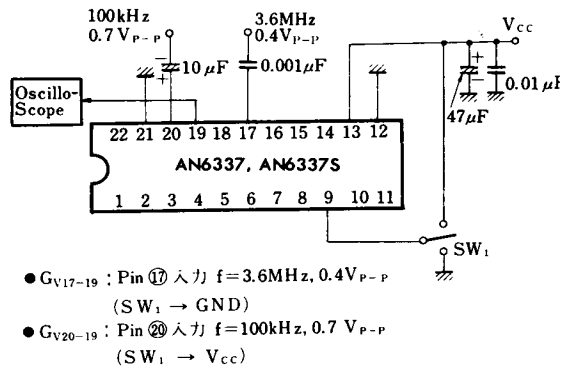 100kHz
0.7 VP-P
3.6MHz
0.4VP-P
VCC
10μF
0.001μF
+
−
+
−
0.01μF
47μF
Oscillo-
Scope
22 21 20 19 18 17 16 15 14 13 12
AN6337, AN6337S
1 2 3 4 5 6 7 8 9 10 11
SW1
● GV17-19 : Pin ⑰ 入力 f=3.6MHz, 0.4VP-P
(SW1 → GND)
● GV20-19 : Pin ⑳ 入力 f=100kHz, 0.7 VP-P
(SW1 → VCC)